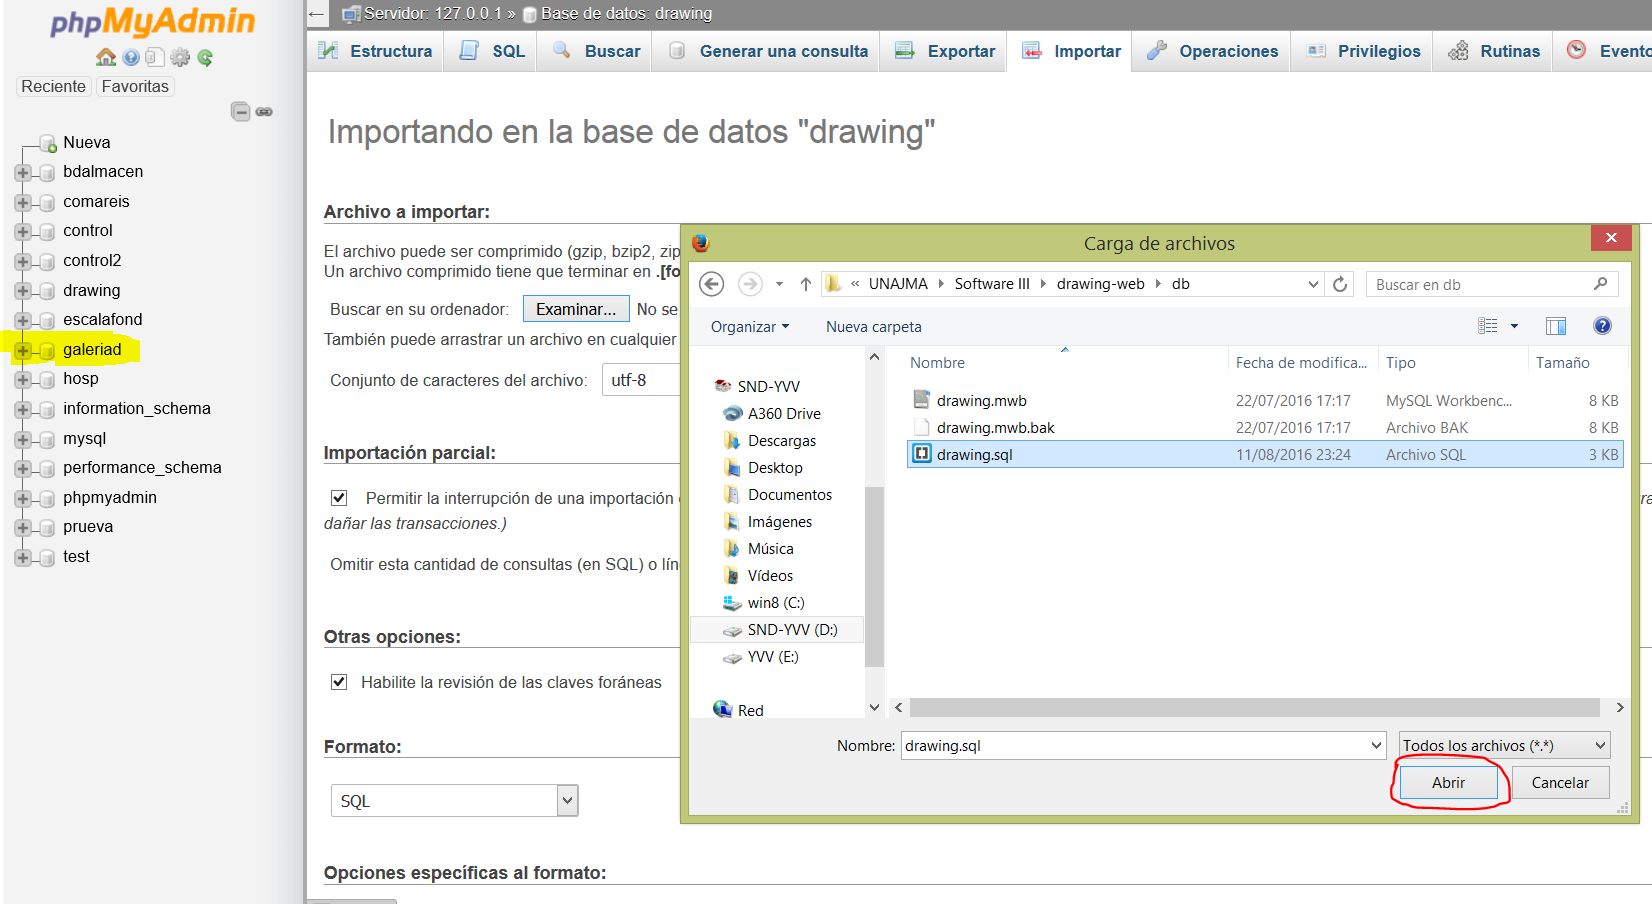 phpMyAdmin
Reciente Favoritas
Nueva
bdalmacen
comareis
control
control2
drawing
escalafond
galeriad
hosp
information_schema
mysql
performance_schema
phpmyadmin
prueva
test
Servidor: 127.0.0.1 » Base de datos: drawing
Estructura SQL Buscar Generar una consulta Exportar Importar Operaciones Privilegios Rutinas Evento
Importando en la base de datos "drawing"
Archivo a importar:
El archivo puede ser comprimido (gzip, bzip2, zip
Un archivo comprimido tiene que terminar en .[fo
Buscar en su ordenador: Examinar... No se
También puede arrastrar un archivo en cualquier
Conjunto de caracteres del archivo: utf-8
Importación parcial:
Permitir la interrupción de una importación
dañar las transacciones.)
Omitir esta cantidad de consultas (en SQL) o lín
Otras opciones:
Habilite la revisión de las claves foráneas
Formato:
SQL
Opciones específicas al formato:
Carga de archivos
« UNAJMA Software III drawing-web db
Buscar en db
Organizar Nueva carpeta
SND-YVV
A360 Drive
Descargas
Desktop
Documentos
Imágenes
Música
Vídeos
win8 (C:)
SND-YVV (D:)
YVV (E:)
Red
Nombre Fecha de modifica... Tipo Tamaño
drawing.mwb 22/07/2016 17:17 MySQL Workbenc... 8 KB
drawing.mwb.bak 22/07/2016 17:17 Archivo BAK 8 KB
drawing.sql 11/08/2016 23:24 Archivo SQL 3 KB
Nombre: drawing.sql Todos los archivos (*.*)
Abrir Cancelar